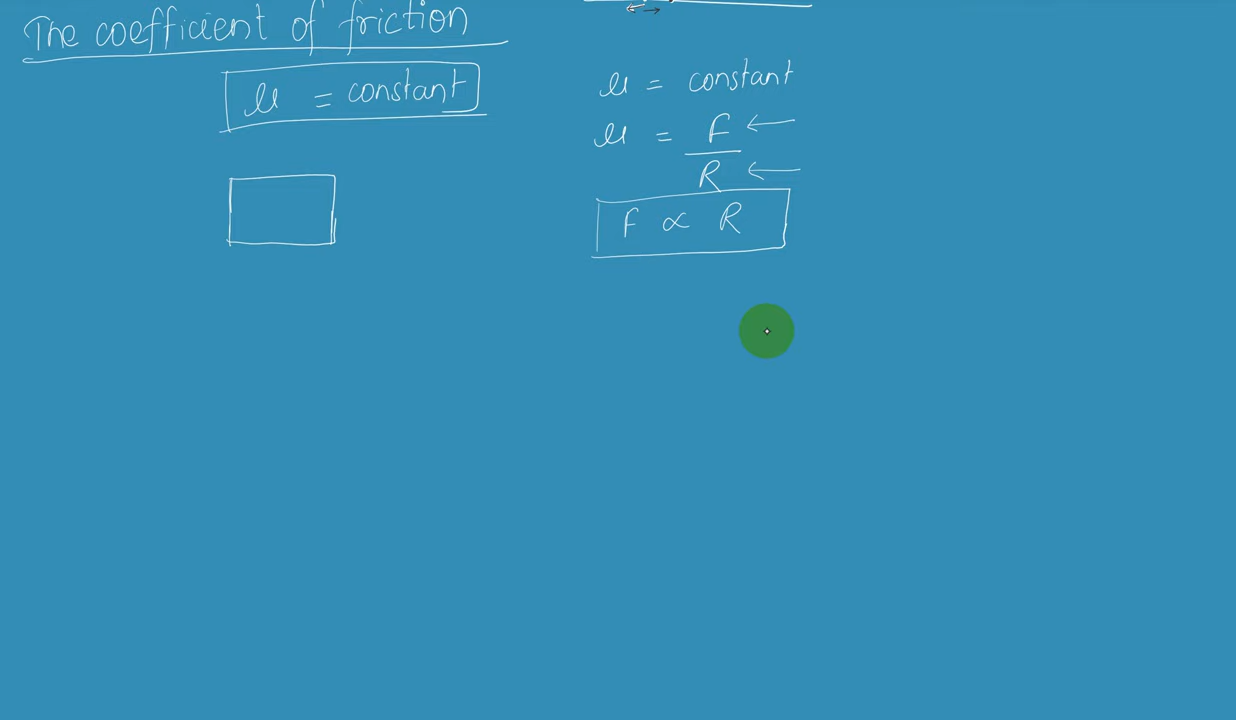 The coefficient of friction
μ = constant
μ = constant
μ = F
R
F ∝ R